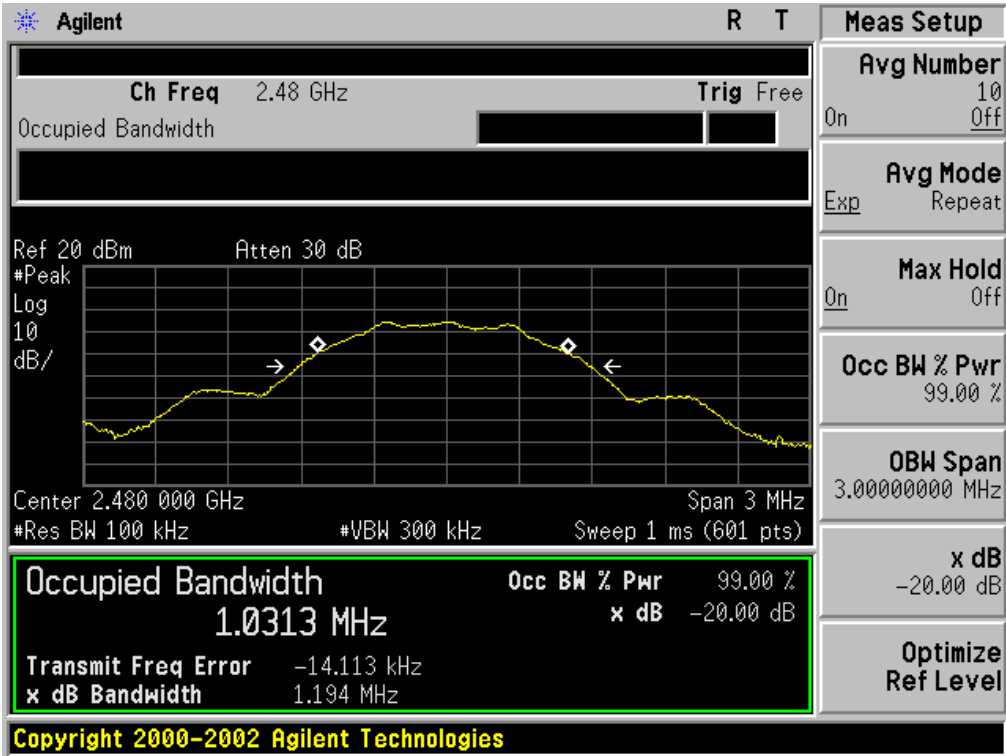 Agilent R T
Ch Freq 2.48 GHz Trig Free
Occupied Bandwidth
Ref 20 dBm Atten 30 dB
#Peak
Log
10
dB/
Center 2.480 000 GHz Span 3 MHz
#Res BW 100 kHz #VBW 300 kHz Sweep 1 ms (601 pts)
Occupied Bandwidth Occ BW % Pwr 99.00 %
1.0313 MHz x dB -20.00 dB
Transmit Freq Error -14.113 kHz
x dB Bandwidth 1.194 MHz
Copyright 2000-2002 Agilent Technologies
Meas Setup
Avg Number
10
On Off
Avg Mode
Exp Repeat
Max Hold
On Off
Occ BW % Pwr
99.00 %
OBW Span
3.00000000 MHz
x dB
-20.00 dB
Optimize
Ref Level